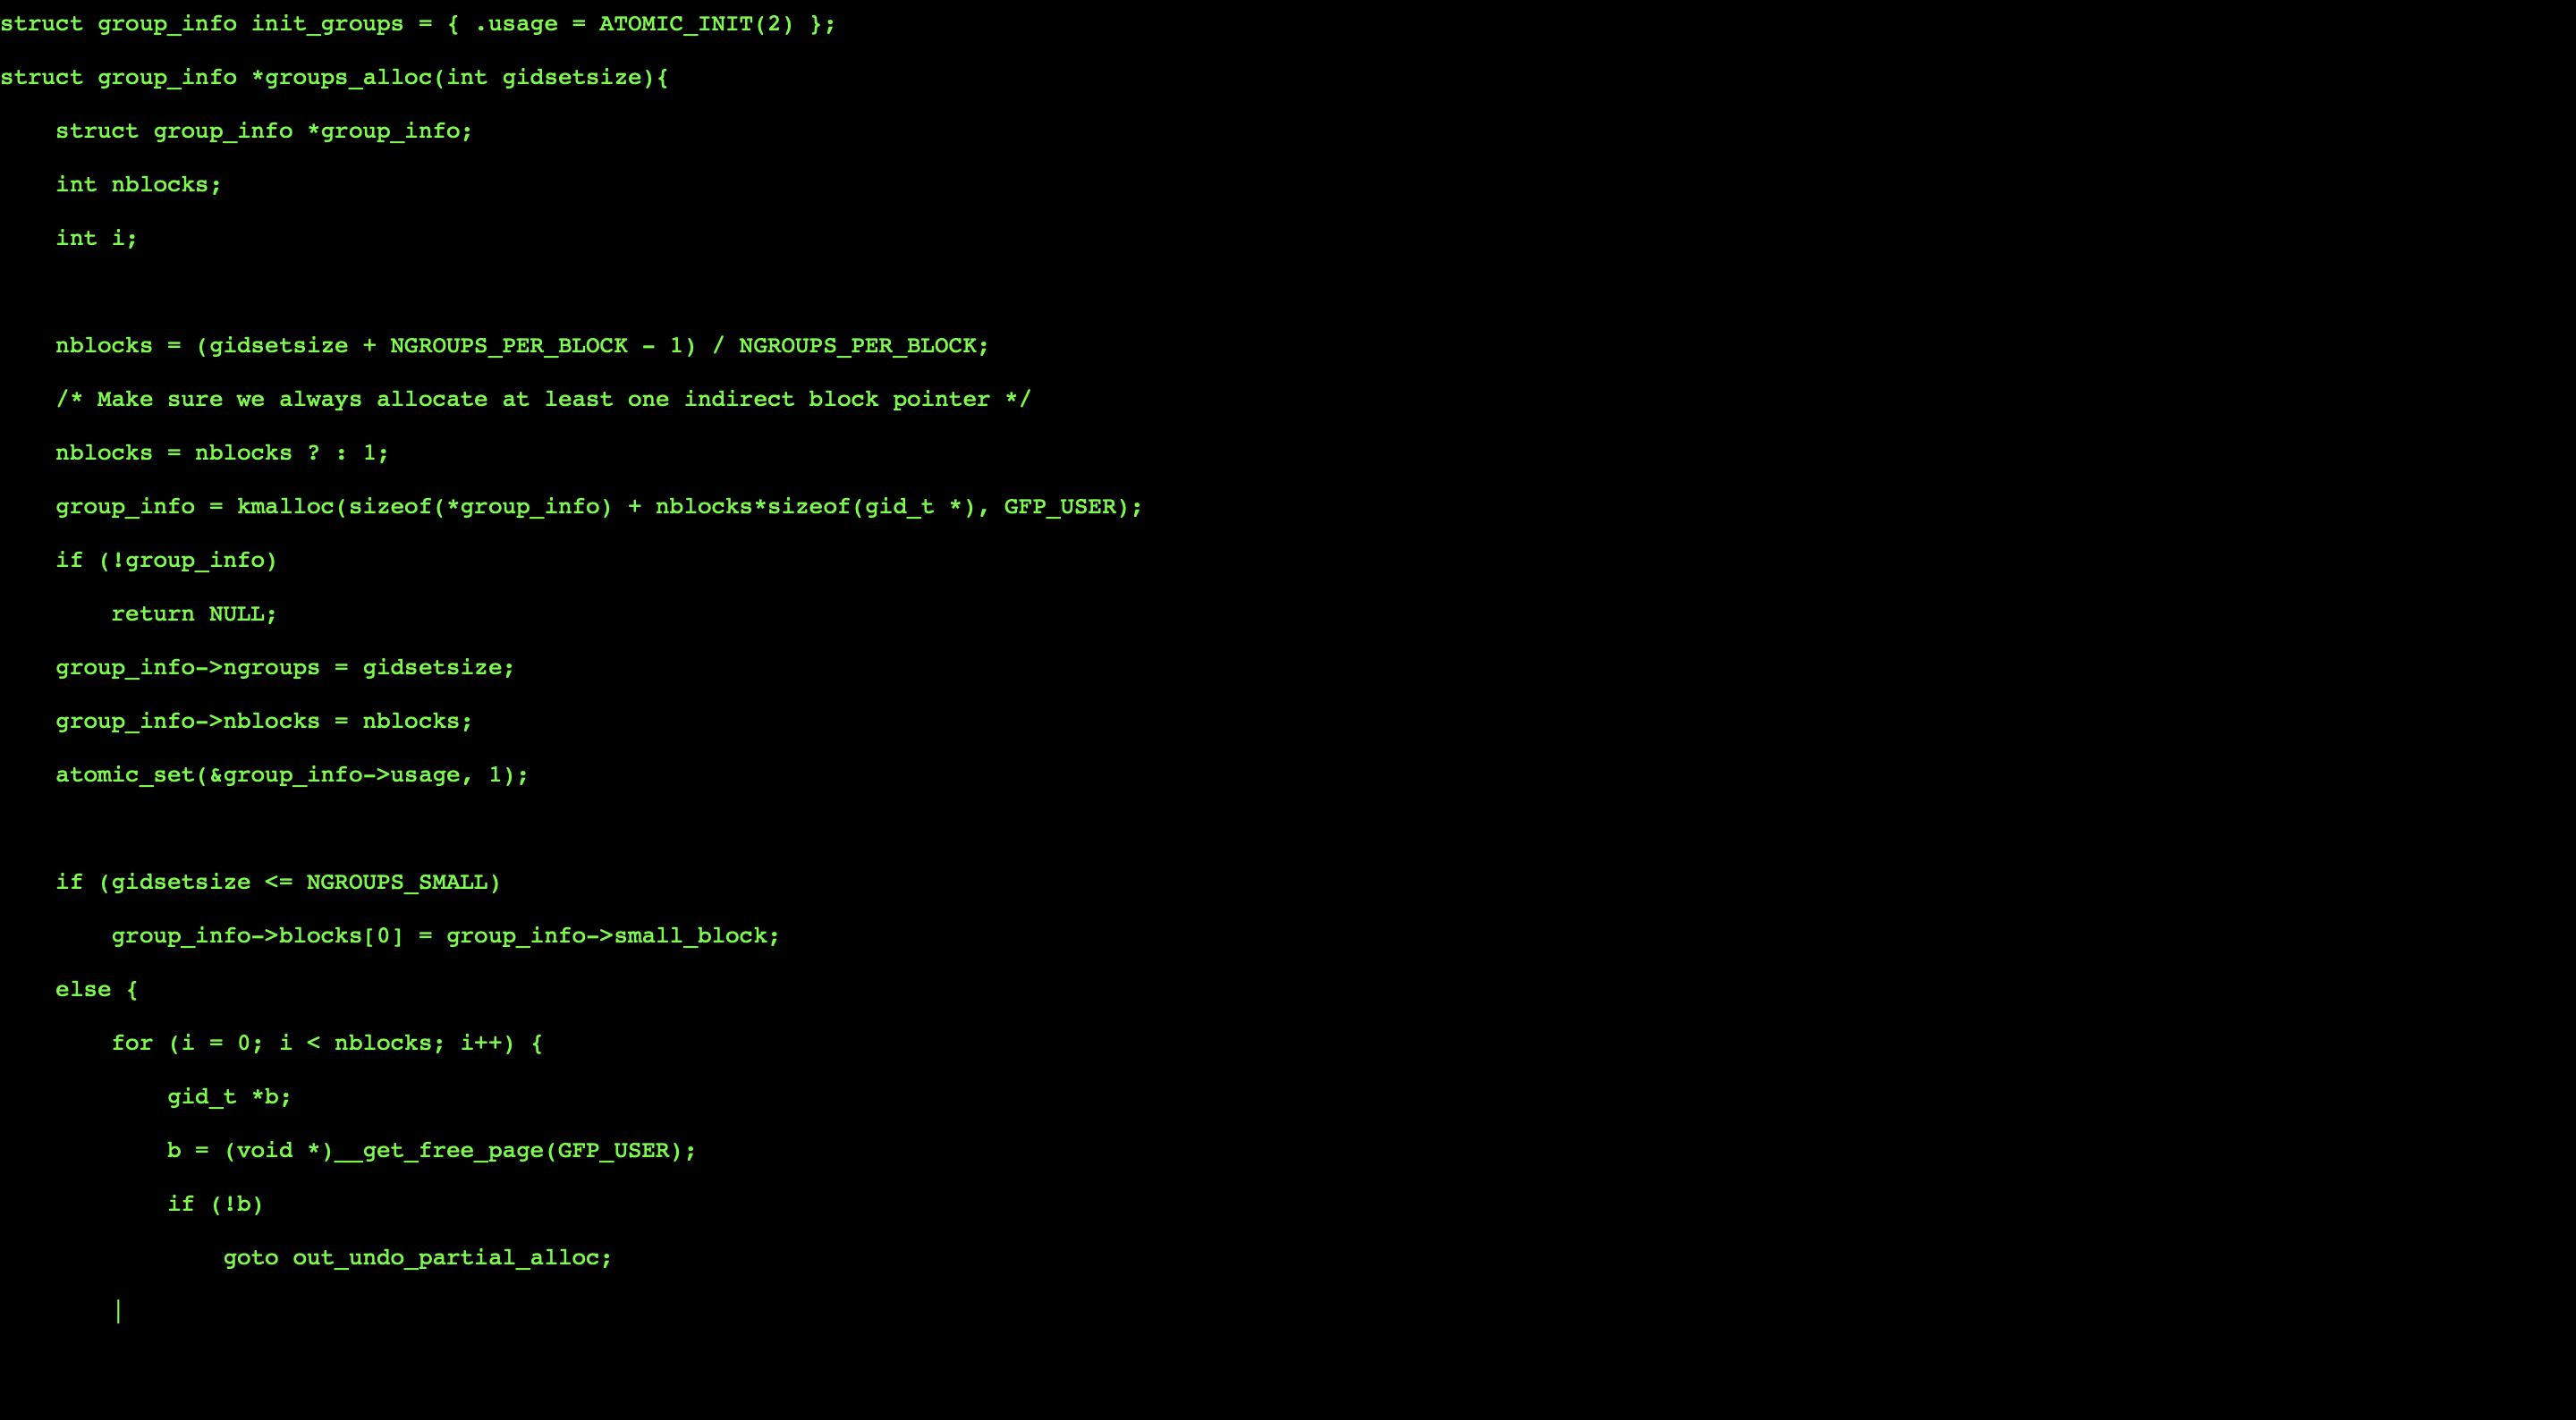 struct group_info init_groups = { .usage = ATOMIC_INIT(2) };
struct group_info *groups_alloc(int gidsetsize){
    struct group_info *group_info;
    int nblocks;
    int i;

    nblocks = (gidsetsize + NGROUPS_PER_BLOCK - 1) / NGROUPS_PER_BLOCK;
    /* Make sure we always allocate at least one indirect block pointer */
    nblocks = nblocks ? : 1;
    group_info = kmalloc(sizeof(*group_info) + nblocks*sizeof(gid_t *), GFP_USER);
    if (!group_info)
        return NULL;
    group_info->ngroups = gidsetsize;
    group_info->nblocks = nblocks;
    atomic_set(&group_info->usage, 1);

    if (gidsetsize <= NGROUPS_SMALL)
        group_info->blocks[0] = group_info->small_block;
    else {
        for (i = 0; i < nblocks; i++) {
            gid_t *b;
            b = (void *)__get_free_page(GFP_USER);
            if (!b)
                goto out_undo_partial_alloc;